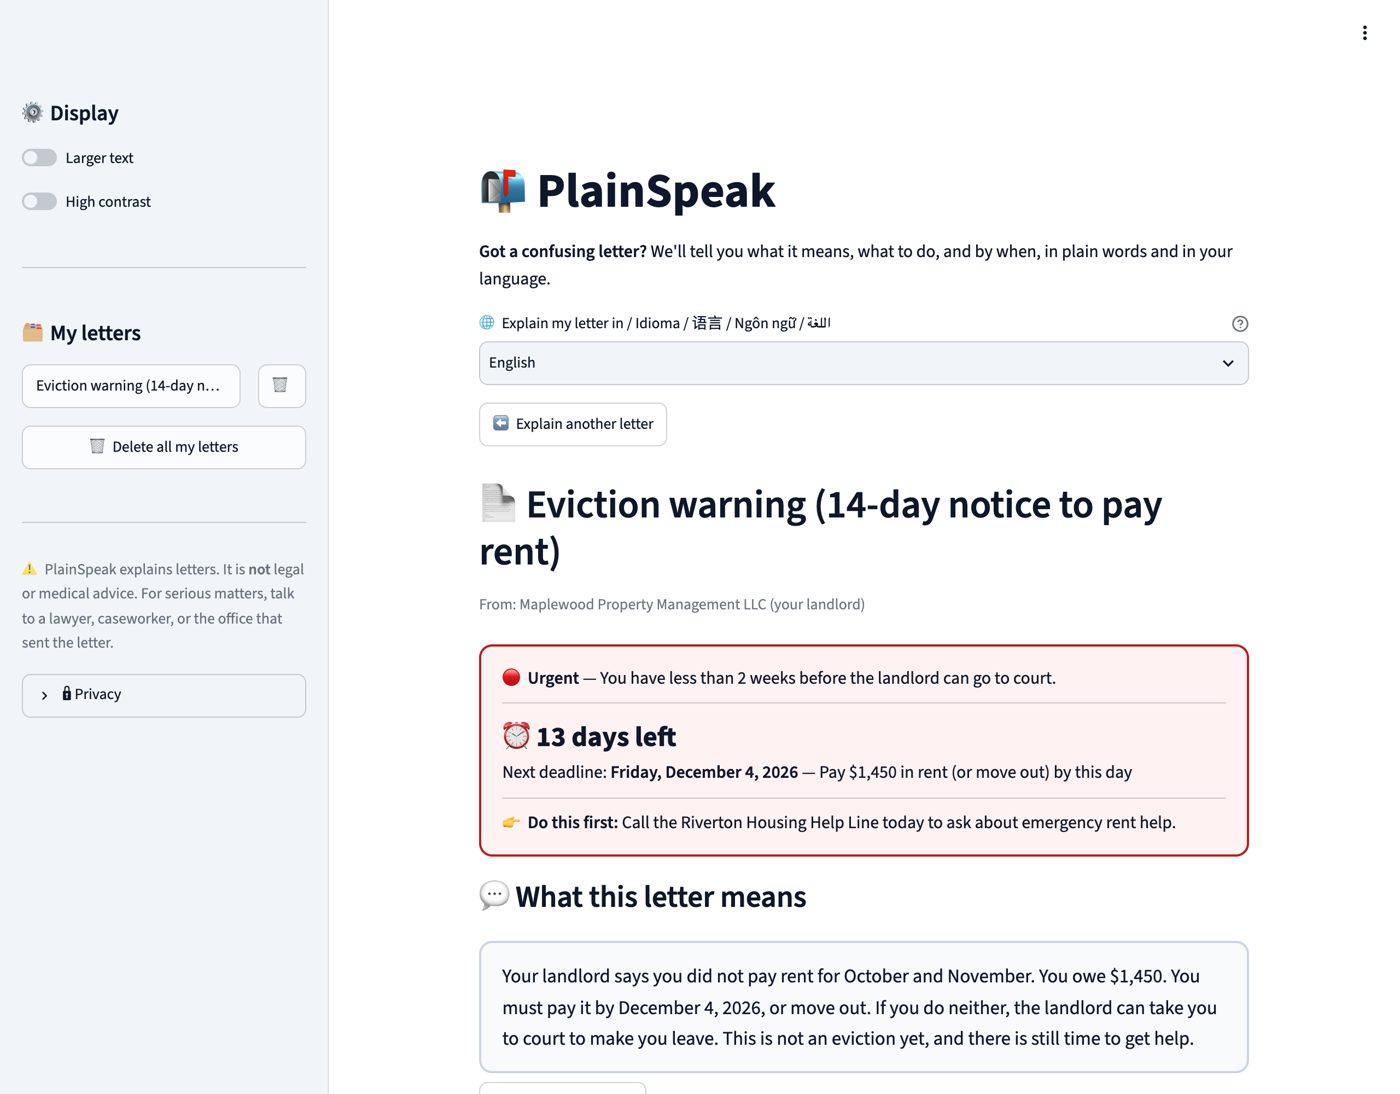 Display
Larger text
High contrast
My letters
Eviction warning (14-day n...
Delete all my letters
⚠️ PlainSpeak explains letters. It is not legal
or medical advice. For serious matters, talk
to a lawyer, caseworker, or the office that
sent the letter.
Privacy
PlainSpeak
Got a confusing letter? We'll tell you what it means, what to do, and by when, in plain words and in your
language.
Explain my letter in / Idioma / 语言 / Ngôn ngữ / اللغة
English
Explain another letter
Eviction warning (14-day notice to pay
rent)
From: Maplewood Property Management LLC (your landlord)
Urgent — You have less than 2 weeks before the landlord can go to court.
13 days left
Next deadline: Friday, December 4, 2026 — Pay $1,450 in rent (or move out) by this day
Do this first: Call the Riverton Housing Help Line today to ask about emergency rent help.
What this letter means
Your landlord says you did not pay rent for October and November. You owe $1,450. You
must pay it by December 4, 2026, or move out. If you do neither, the landlord can take you
to court to make you leave. This is not an eviction yet, and there is still time to get help.